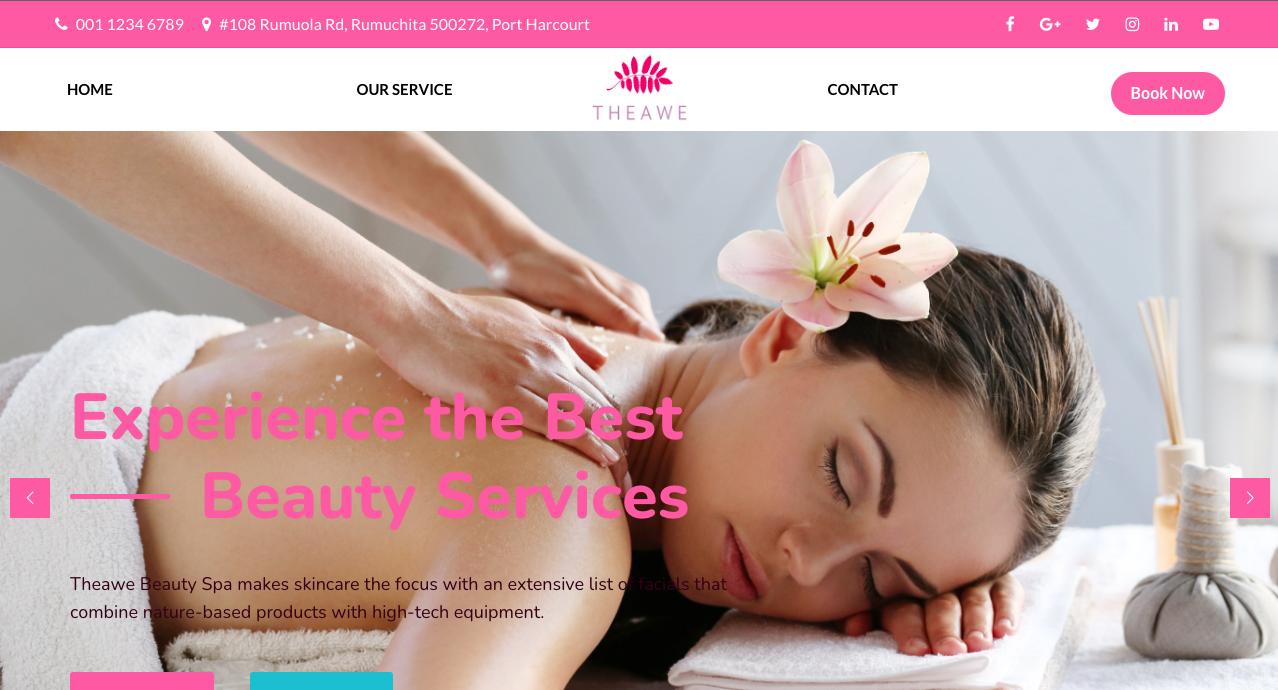 001 1234 6789 #108 Rumuola Rd, Rumuchita 500272, Port Harcourt
HOME OUR SERVICE THEAWE CONTACT Book Now
Experience the Best
Beauty Services
Theawe Beauty Spa makes skincare the focus with an extensive list of facials that
combine nature-based products with high-tech equipment.